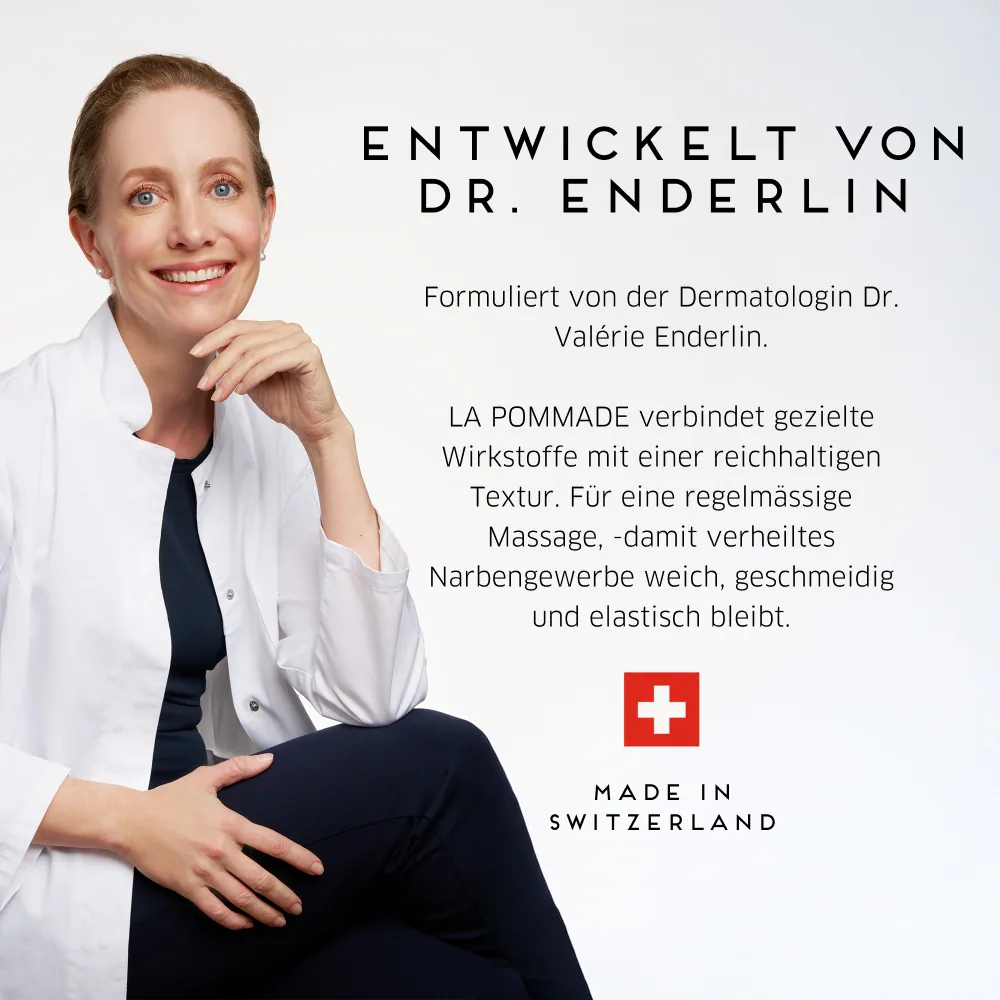 ENTWICKELT VON
DR. ENDERLIN
Formuliert von der Dermatologin Dr.
Valérie Enderlin.
LA POMMADE verbindet gezielte
Wirkstoffe mit einer reichhaltigen
Textur. Für eine regelmässige
Massage, -damit verheiltes
Narbengewerbe weich, geschmeidig
und elastisch bleibt.
MADE IN
SWITZERLAND